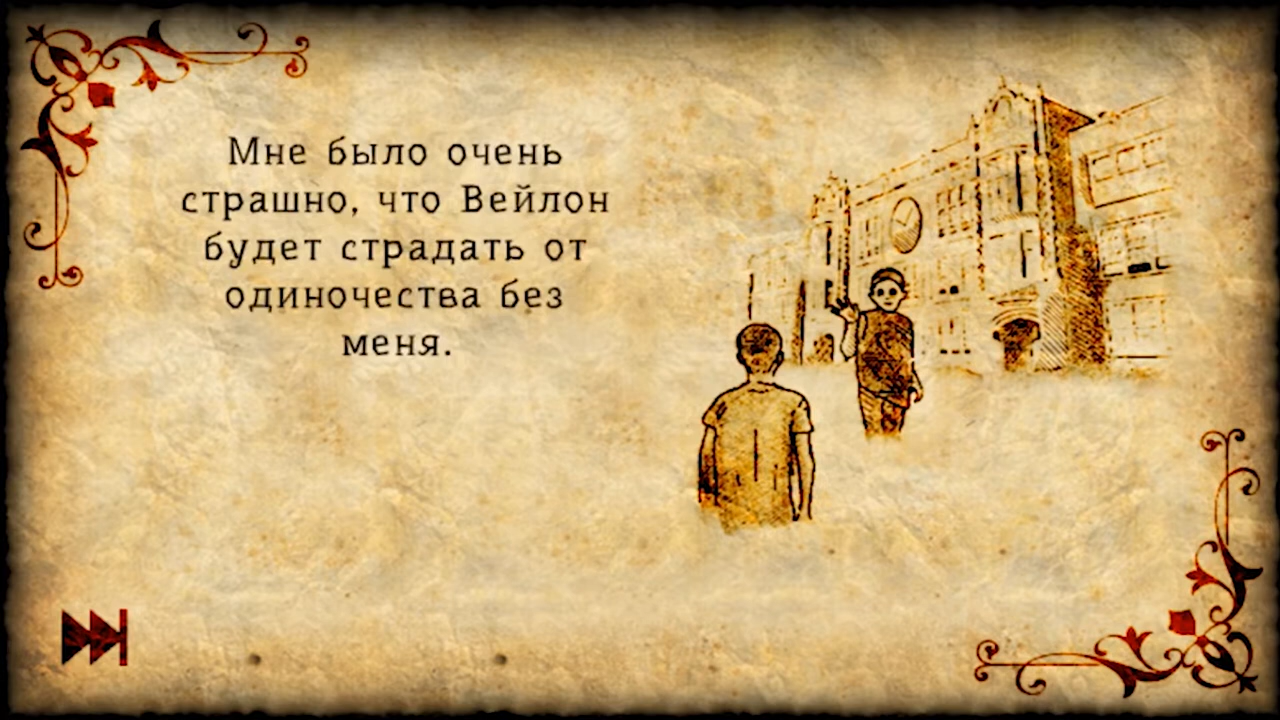 Мне было очень
страшно, что Вейлон
будет страдать от
одиночества без
меня.